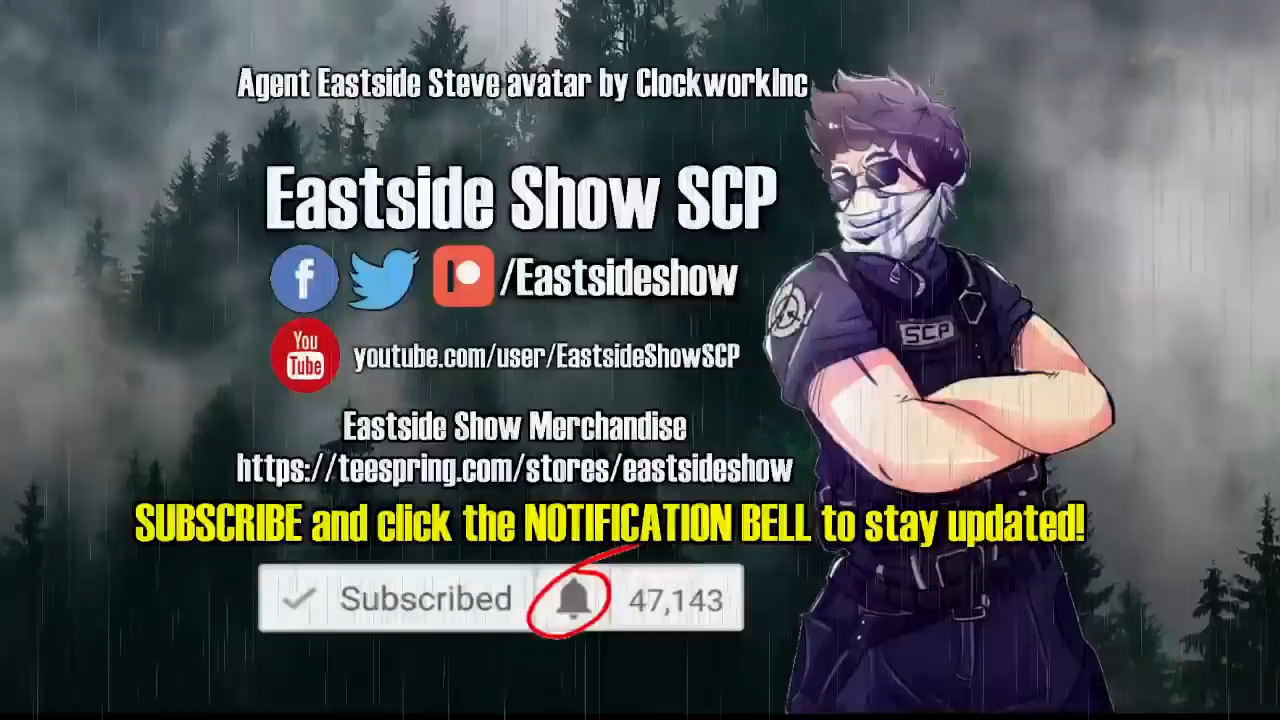 Agent Eastside Steve avatar by ClockworkInc
Eastside Show SCP
f /Eastsideshow
You
Tube youtube.com/user/EastsideShowSCP
SCP
Eastside Show Merchandise
https://teespring.com/stores/eastsideshow
SUBSCRIBE and click the NOTIFICATION BELL to stay updated!
Subscribed 47,143